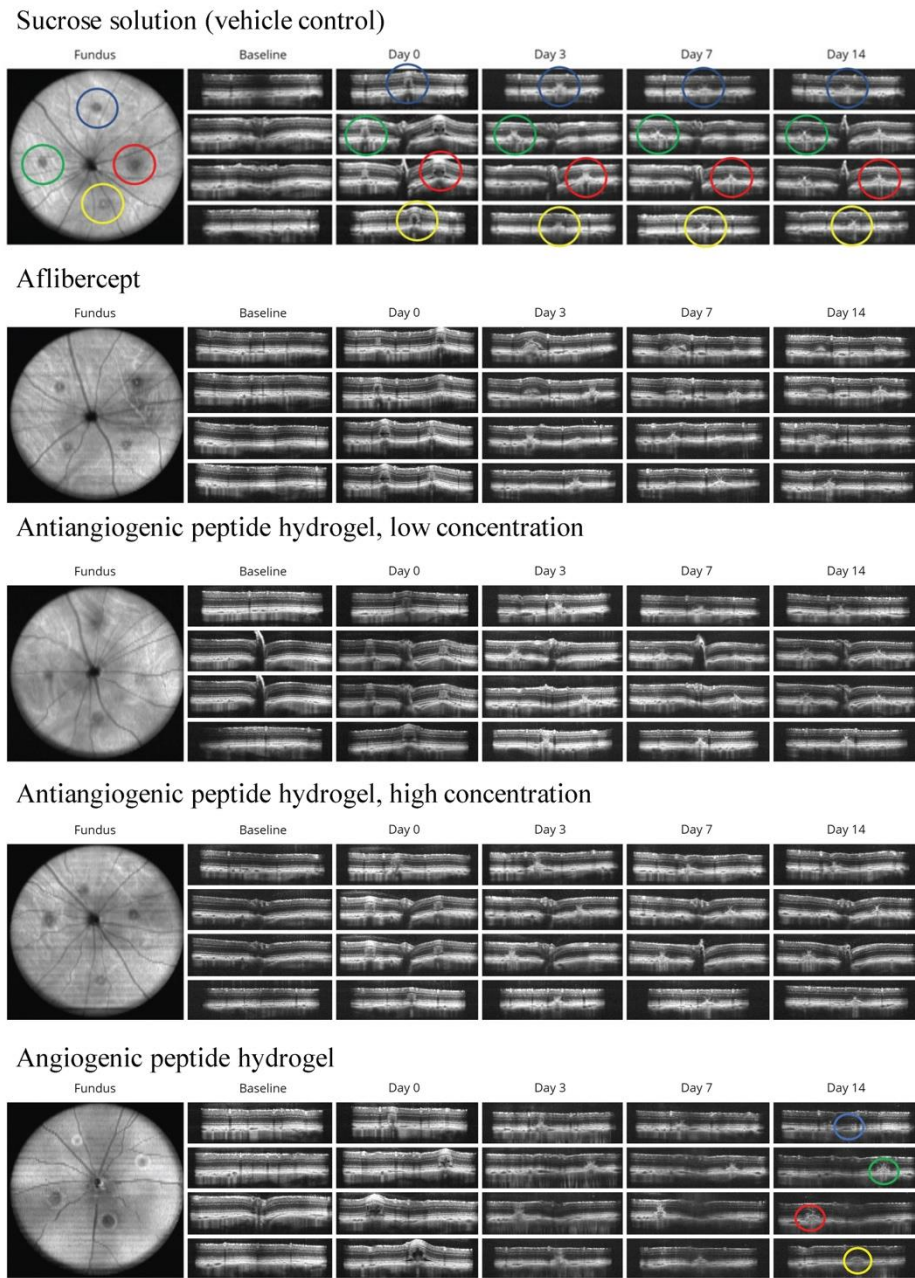 Sucrose solution (vehicle control)
Fundus Baseline Day 0 Day 3 Day 7 Day 14
Aflibercept
Fundus Baseline Day 0 Day 3 Day 7 Day 14
Antiangiogenic peptide hydrogel, low concentration
Fundus Baseline Day 0 Day 3 Day 7 Day 14
Antiangiogenic peptide hydrogel, high concentration
Fundus Baseline Day 0 Day 3 Day 7 Day 14
Angiogenic peptide hydrogel
Fundus Baseline Day 0 Day 3 Day 7 Day 14